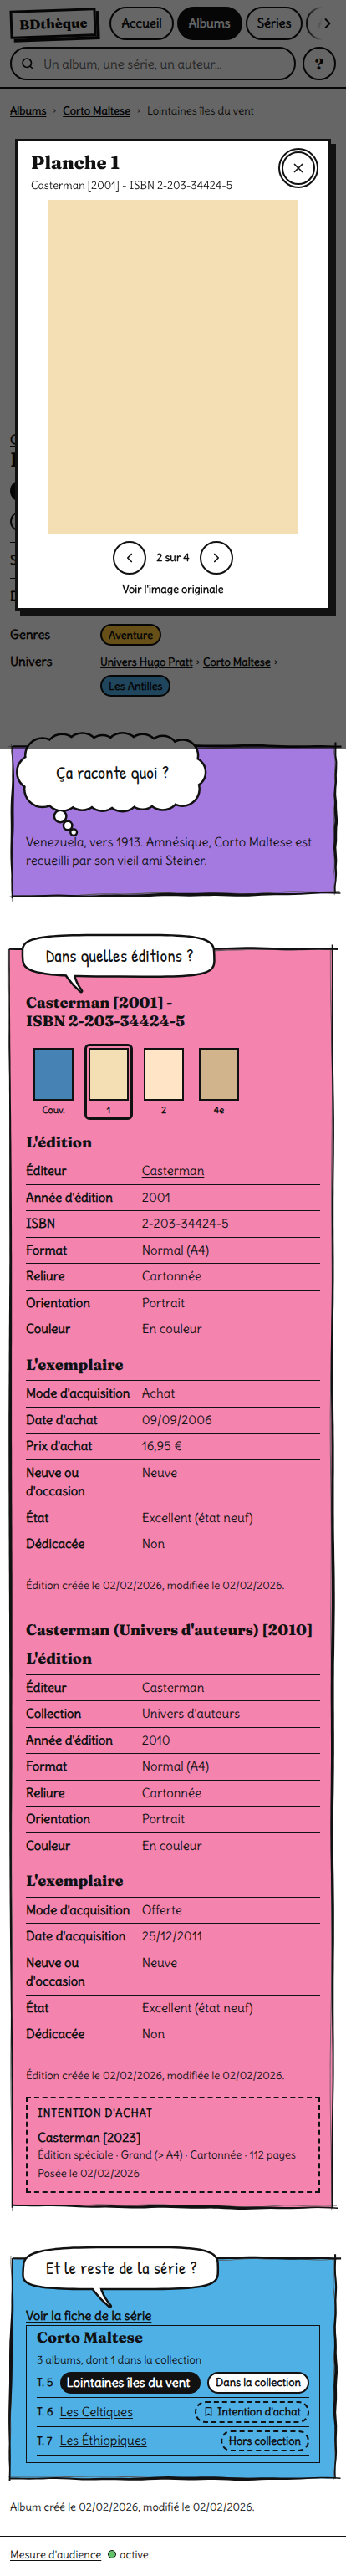 BDthèque
Accueil
Albums
Séries
Un album, une série, un auteur...
?
Albums › Corto Maltese › Lointaines îles du vent
Planche 1
Casterman [2001] - ISBN 2-203-34424-5
2 sur 4
Voir l'image originale
Genres
Aventure
Univers
Univers Hugo Pratt › Corto Maltese ›
Les Antilles
Ça raconte quoi ?
Venezuela, vers 1913. Amnésique, Corto Maltese est
recueilli par son vieil ami Steiner.
Dans quelles éditions ?
Casterman [2001] -
ISBN 2-203-34424-5
Couv.
1
2
4e
L'édition
Éditeur Casterman
Année d'édition 2001
ISBN 2-203-34424-5
Format Normal (A4)
Reliure Cartonnée
Orientation Portrait
Couleur En couleur
L'exemplaire
Mode d'acquisition Achat
Date d'achat 09/09/2006
Prix d'achat 16,95 €
Neuve ou Neuve
d'occasion
État Excellent (état neuf)
Dédicacée Non
Édition créée le 02/02/2026, modifiée le 02/02/2026.
Casterman (Univers d'auteurs) [2010]
L'édition
Éditeur Casterman
Collection Univers d'auteurs
Année d'édition 2010
Format Normal (A4)
Reliure Cartonnée
Orientation Portrait
Couleur En couleur
L'exemplaire
Mode d'acquisition Offerte
Date d'acquisition 25/12/2011
Neuve ou Neuve
d'occasion
État Excellent (état neuf)
Dédicacée Non
Édition créée le 02/02/2026, modifiée le 02/02/2026.
INTENTION D'ACHAT
Casterman [2023]
Édition spéciale · Grand (> A4) · Cartonnée · 112 pages
Posée le 02/02/2026
Et le reste de la série ?
Voir la fiche de la série
Corto Maltese
3 albums, dont 1 dans la collection
T. 5 Lointaines îles du vent Dans la collection
T. 6 Les Celtiques Intention d'achat
T. 7 Les Éthiopiques Hors collection
Album créé le 02/02/2026, modifié le 02/02/2026.
Mesure d'audience active